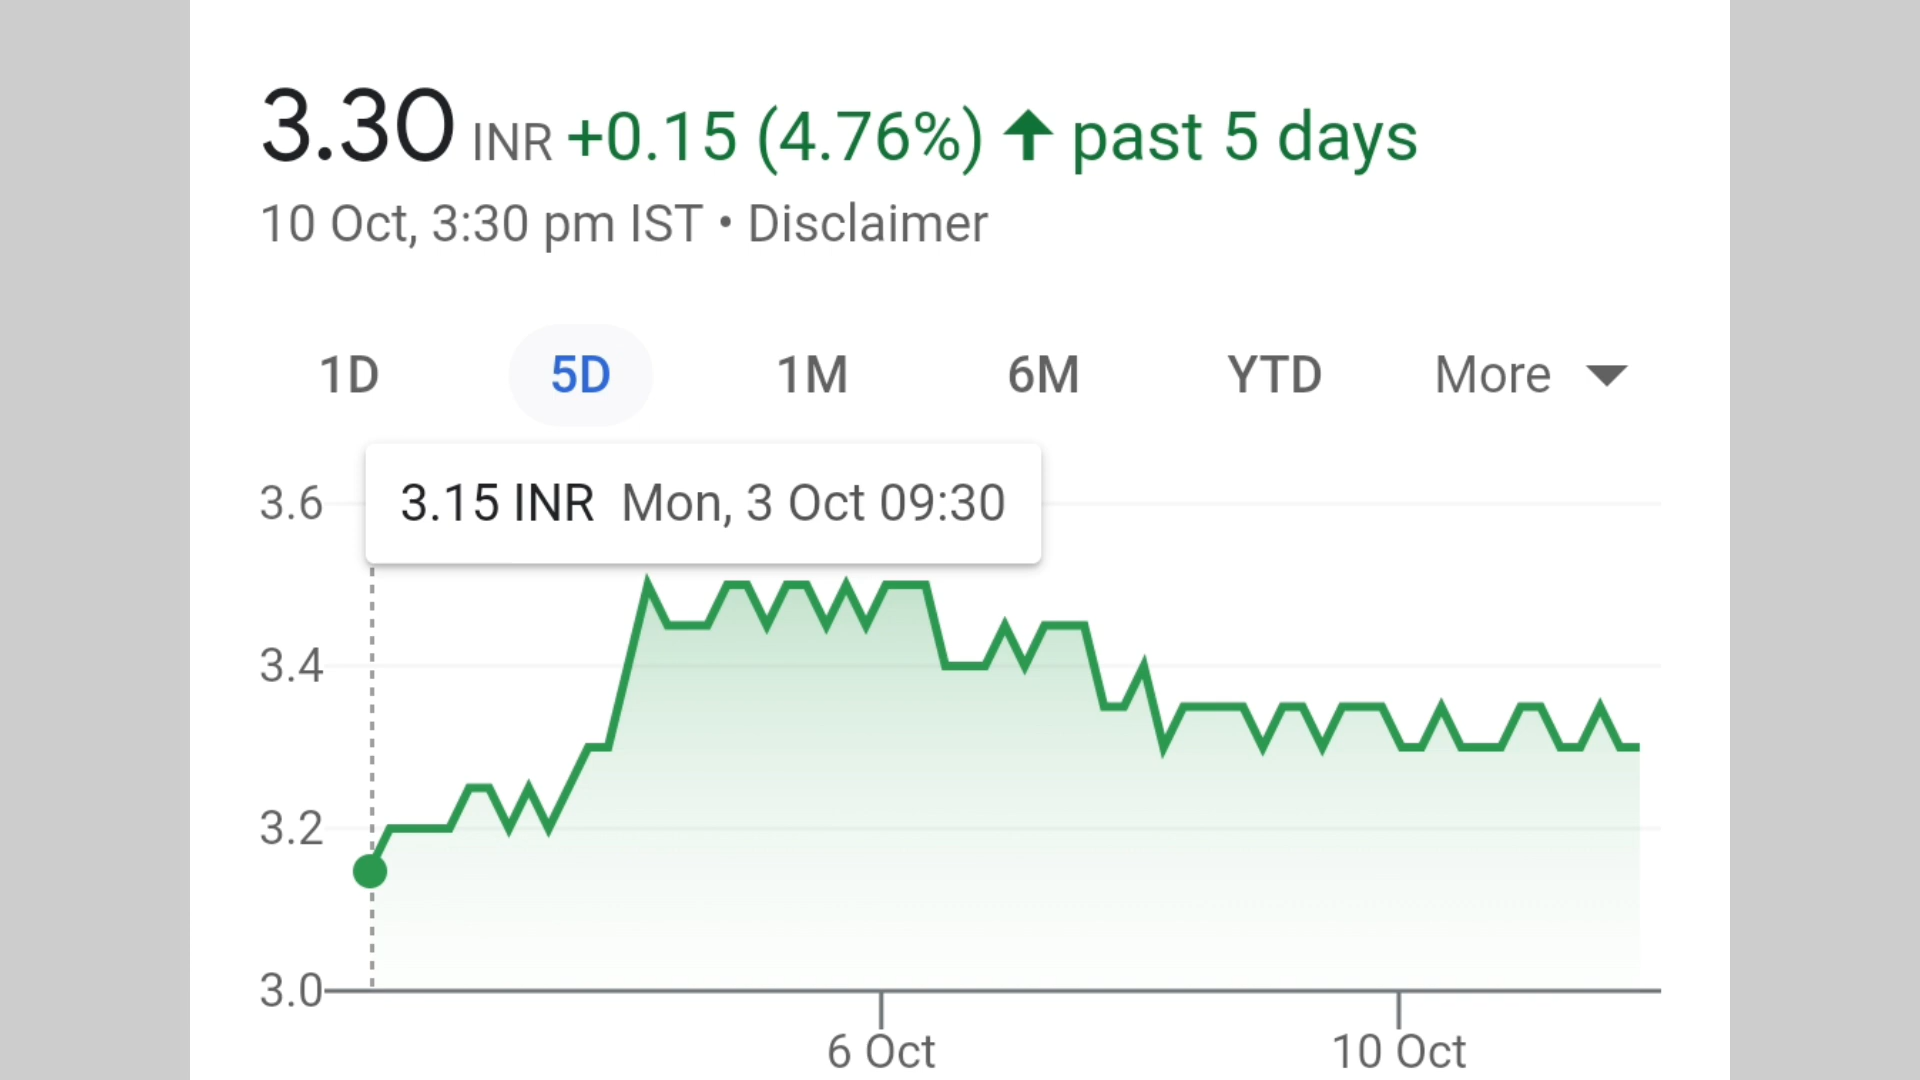 3.30 INR +0.15 (4.76%) ↑ past 5 days
10 Oct, 3:30 pm IST • Disclaimer
1D 5D 1M 6M YTD More
3.15 INR Mon, 3 Oct 09:30
3.6
3.4
3.2
3.0
6 Oct 10 Oct